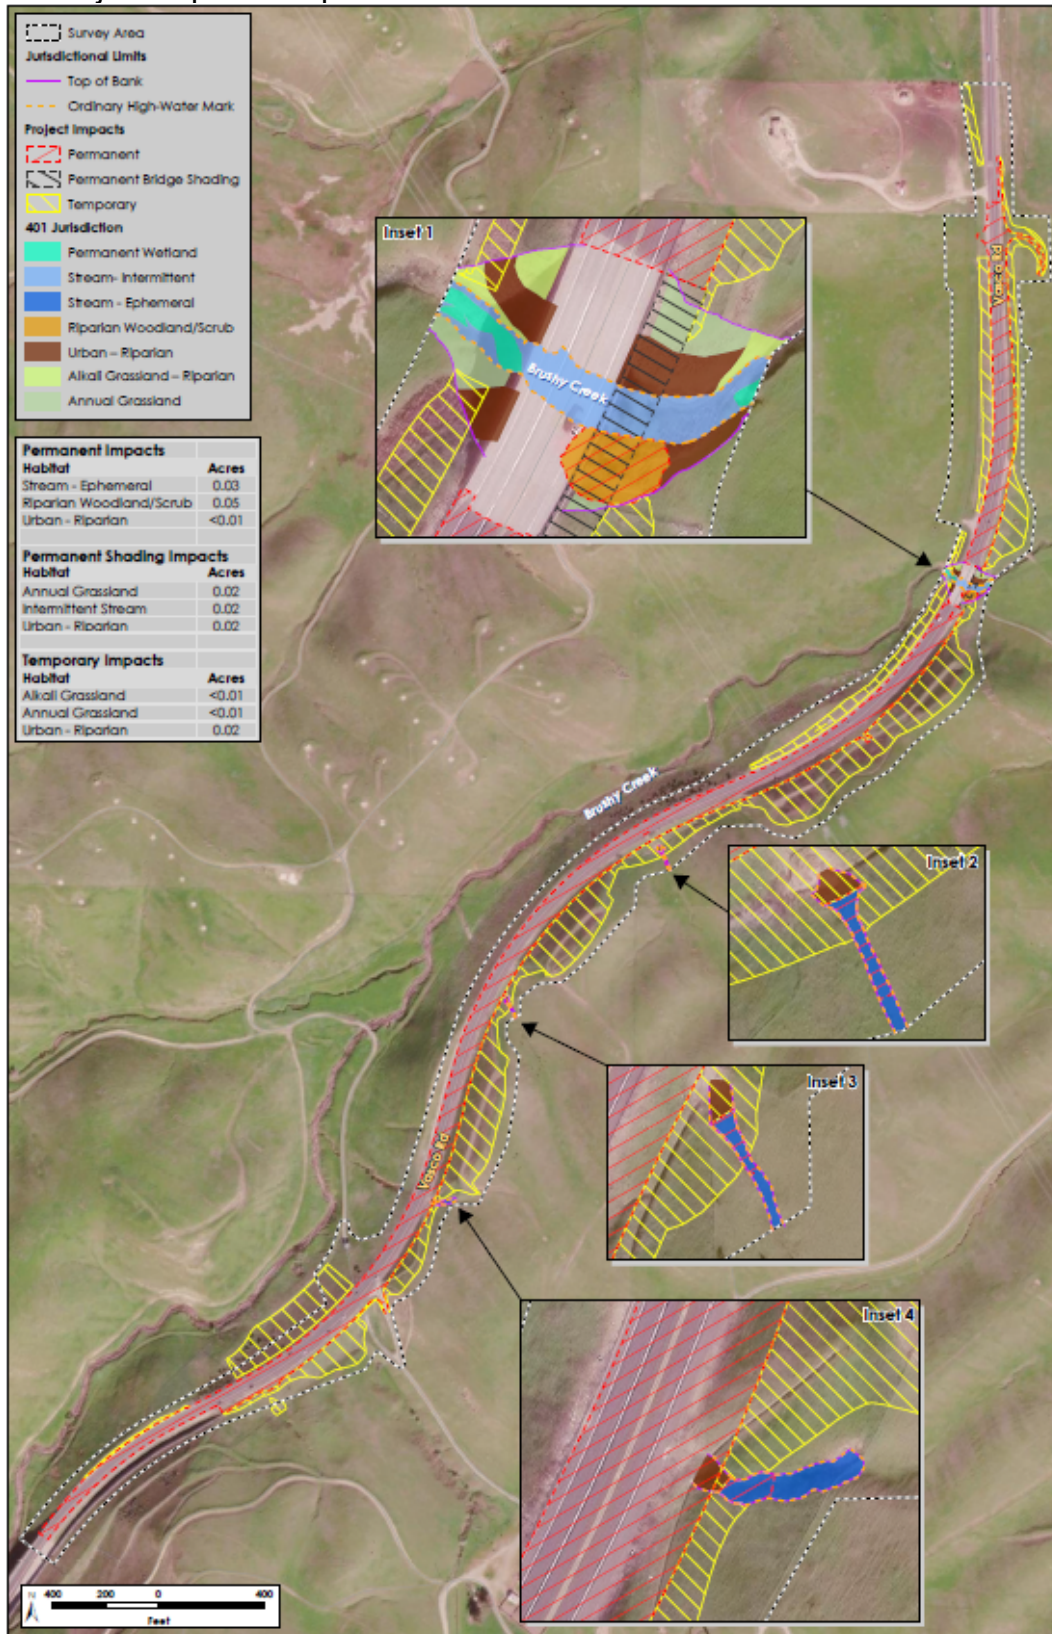 Survey Area
Jurisdictional Limits
Top of Bank
Ordinary High-Water Mark
Project Impacts
Permanent
Permanent Bridge Shading
Temporary
401 Jurisdiction
Permanent Wetland
Stream- Intermittent
Stream - Ephemeral
Riparian Woodland/Scrub
Urban – Riparian
Alkali Grassland – Riparian
Annual Grassland
Permanent Impacts
Habitat Acres
Stream - Ephemeral 0.03
Riparian Woodland/Scrub 0.05
Urban - Riparian <0.01
Permanent Shading Impacts
Habitat Acres
Annual Grassland 0.02
Intermittent Stream 0.02
Urban - Riparian 0.02
Temporary Impacts
Habitat Acres
Alkali Grassland <0.01
Annual Grassland <0.01
Urban - Riparian 0.02
Inset 1
Brushy Creek
Vasco Rd
Brushy Creek
Inset 2
Inset 3
Vasco Rd
Inset 4
N
400 200 0 400
Feet